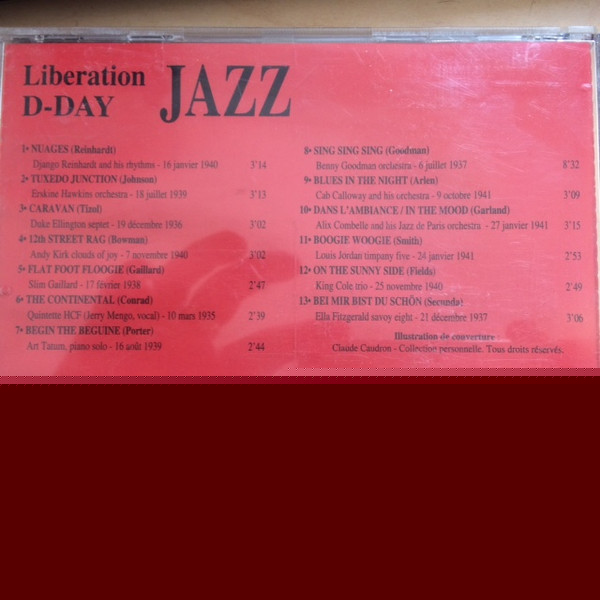 Liberation
D-DAY JAZZ
1• NUAGES (Reinhardt)
Django Reinhardt and his rhythms - 16 janvier 1940 3'14
2• TUXEDO JUNCTION (Johnson)
Erskine Hawkins orchestra - 18 juillet 1939 3'13
3• CARAVAN (Tizol)
Duke Ellington septet - 19 décembre 1936 3'02
4• 12th STREET RAG (Bowman)
Andy Kirk clouds of joy - 7 novembre 1940 3'02
5• FLAT FOOT FLOOGIE (Gaillard)
Slim Gaillard - 17 février 1938 2'47
6• THE CONTINENTAL (Conrad)
Quintette HCF (Jerry Mengo, vocal) - 10 mars 1935 2'39
7• BEGIN THE BEGUINE (Porter)
Art Tatum, piano solo - 16 août 1939 2'44
8• SING SING SING (Goodman)
Benny Goodman orchestra - 6 juillet 1937 8'32
9• BLUES IN THE NIGHT (Arlen)
Cab Calloway and his orchestra - 9 octobre 1941 3'09
10• DANS L'AMBIANCE / IN THE MOOD (Garland)
Alix Combelle and his Jazz de Paris orchestra - 27 janvier 1941 3'15
11• BOOGIE WOOGIE (Smith)
Louis Jordan timpany five - 24 janvier 1941 2'53
12• ON THE SUNNY SIDE (Fields)
King Cole trio - 25 novembre 1940 2'49
13• BEI MIR BIST DU SCHÖN (Secunda)
Ella Fitzgerald savoy eight - 21 décembre 1937 3'06
Illustration de couverture
Claude Caudron - Collection personnelle. Tous droits réservés.